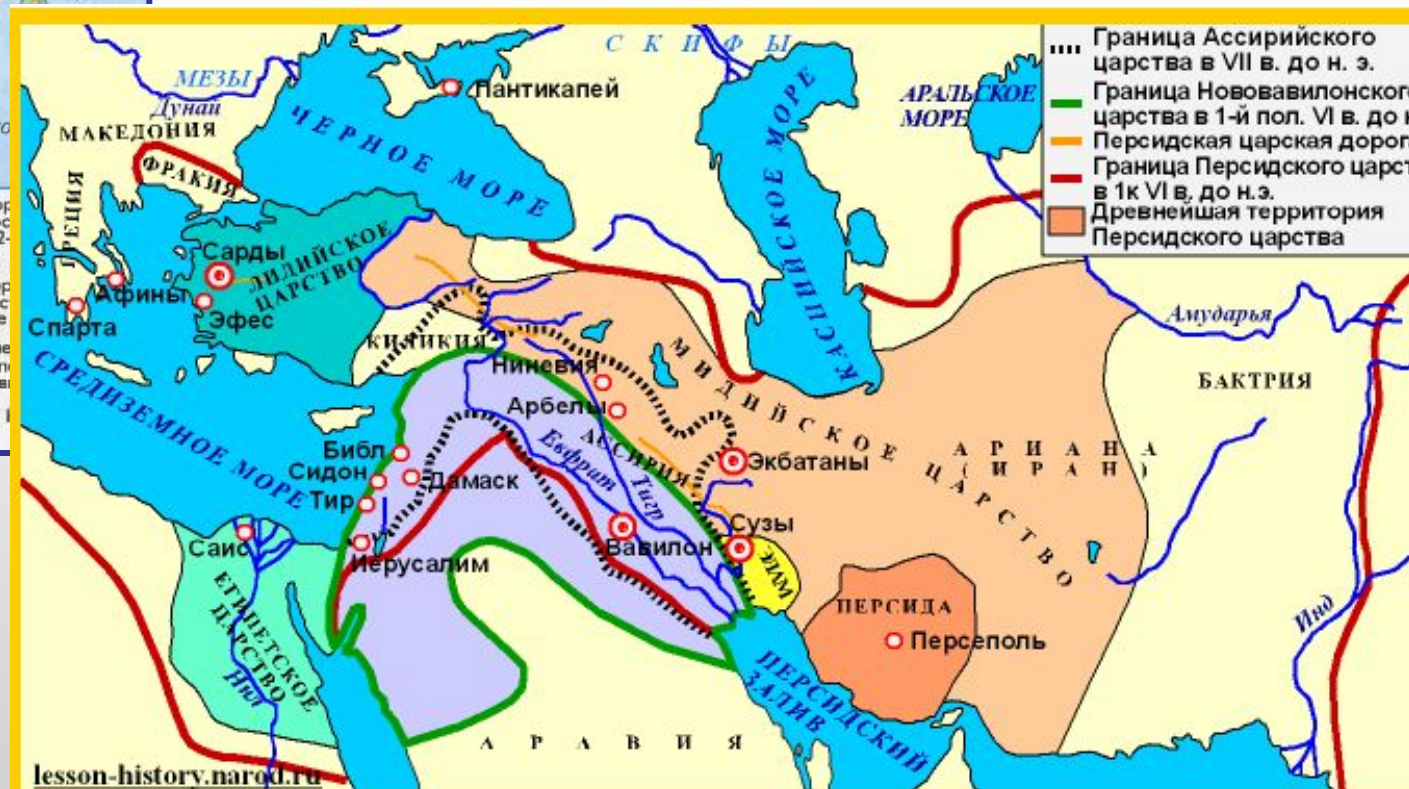 С К И Ф Ы
МЕЗЫ
Дунай
МАКЕДОНИЯ
ФРАКИЯ
ГРЕЦИЯ
Пантикапей
ЧЕРНОЕ МОРЕ
КАСПИЙСКОЕ МОРЕ
АРАЛЬСКОЕ
МОРЕ
Граница Ассирийского
царства в VII в. до н. э.
Граница Нововавилонского
царства в 1-й пол. VI в. до
Персидская царская дорог
Граница Персидского царст
в 1к VI в. до н.э.
Древнейшая территория
Персидского царства
Сарды
ЛИДИЙСКОЕ
ЦАРСТВО
Афины
Эфес
Спарта
КИЛИКИЯ
СРЕДИЗЕМНОЕ МОРЕ
Ниневия
Арбелы
АССИРИЯ
МИДИЙСКОЕ ЦАРСТВО
Амударья
БАКТРИЯ
АРИАНА
(ИРАН)
Библ
Сидон
Тир
Дамаск
Евфрат
Тигр
Экбатаны
Сузы
ЭЛАМ
Вавилон
Иерусалим
Саис
ЕГИПЕТСКОЕ
ЦАРСТВО
Нил
ПЕРСИДА
Персеполь
Инд
ПЕРСИДСКИЙ
ЗАЛИВ
А Р А В И Я
lesson-history.narod.ru